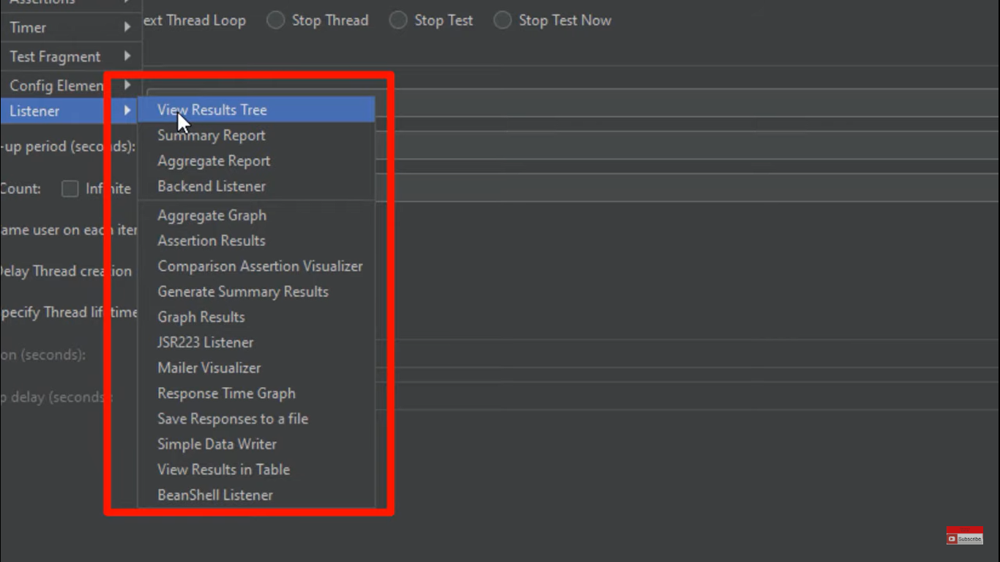 Assertions
ext Thread Loop Stop Thread Stop Test Stop Test Now
Timer
Test Fragment
Config Elemen
Listener
View Results Tree
Summary Report
-up period (seconds):
Aggregate Report
Count: Infinite
Backend Listener
Aggregate Graph
ame user on each iter
Assertion Results
Comparison Assertion Visualizer
Delay Thread creation
Generate Summary Results
pecify Thread lifetime
Graph Results
JSR223 Listener
on (seconds):
Mailer Visualizer
Response Time Graph
p delay (seconds):
Save Responses to a file
Simple Data Writer
View Results in Table
BeanShell Listener
Subscribe